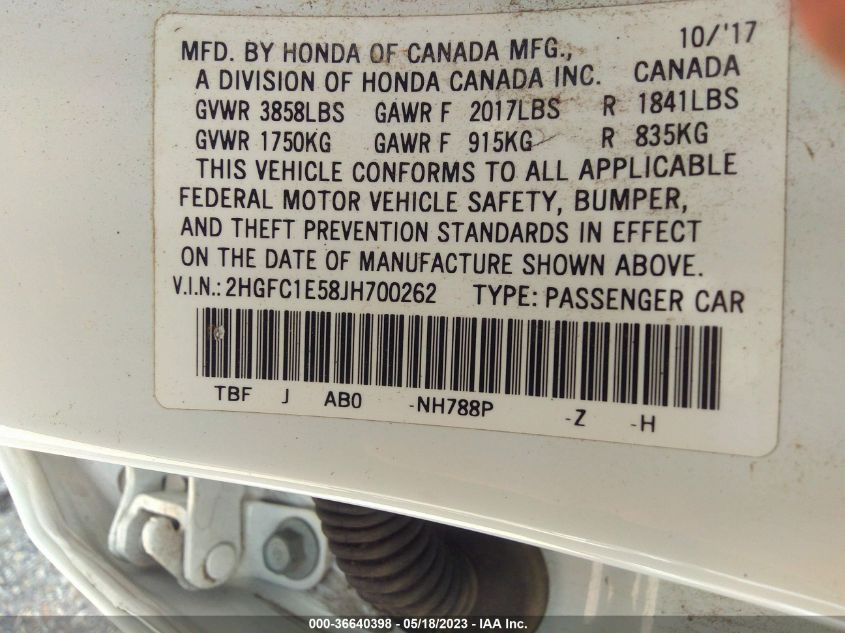 MFD. BY HONDA OF CANADA MFG., 10/'17
A DIVISION OF HONDA CANADA INC. CANADA
GVWR 3858LBS GAWR F 2017LBS R 1841LBS
GVWR 1750KG GAWR F 915KG R 835KG
THIS VEHICLE CONFORMS TO ALL APPLICABLE
FEDERAL MOTOR VEHICLE SAFETY, BUMPER,
AND THEFT PREVENTION STANDARDS IN EFFECT
ON THE DATE OF MANUFACTURE SHOWN ABOVE.
V.I.N.: 2HGFC1E58JH700262 TYPE: PASSENGER CAR
TBF J AB0 -NH788P -Z -H
000-36640398 - 05/18/2023 - IAA Inc.